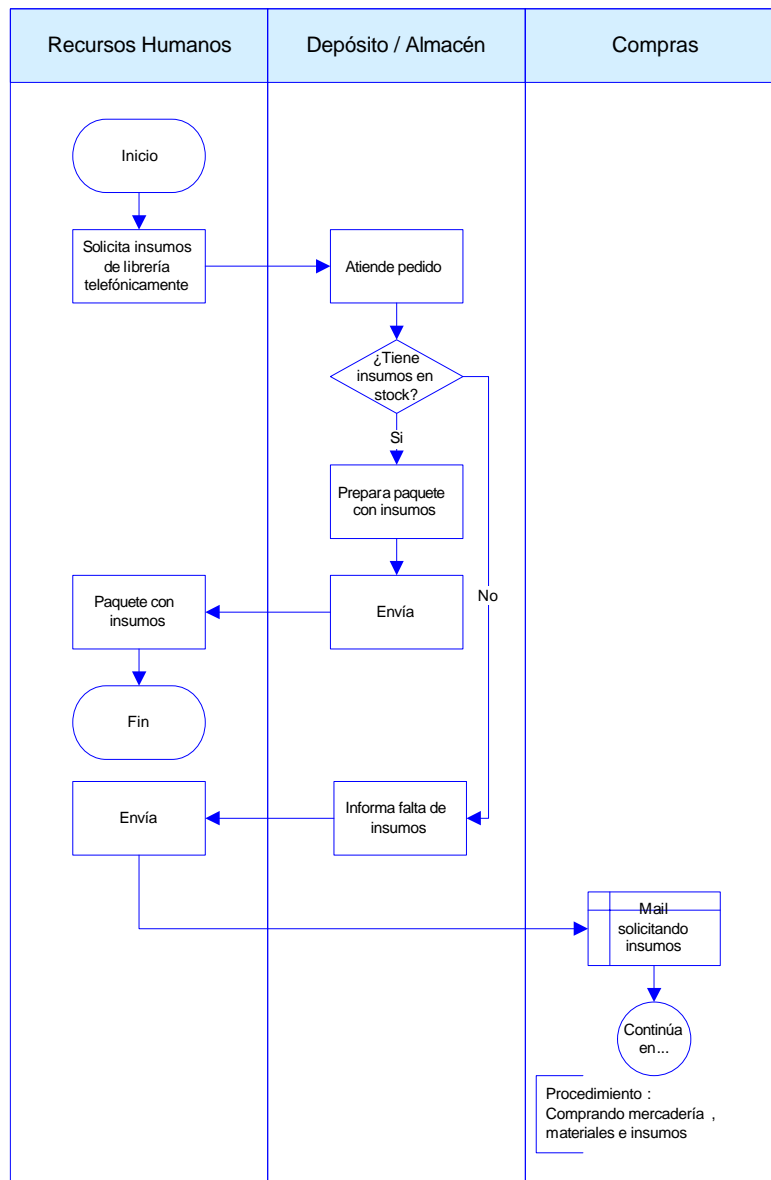 Recursos Humanos
Depósito / Almacén
Compras
Inicio
Solicita insumos
de librería
telefónicamente
Atiende pedido
¿Tiene
insumos en
stock?
Si
Prepara paquete
con insumos
No
Envía
Paquete con
insumos
Fin
Informa falta de
insumos
Envía
Mail
solicitando
insumos
Continúa
en...
Procedimiento :
Comprando mercadería ,
materiales e insumos